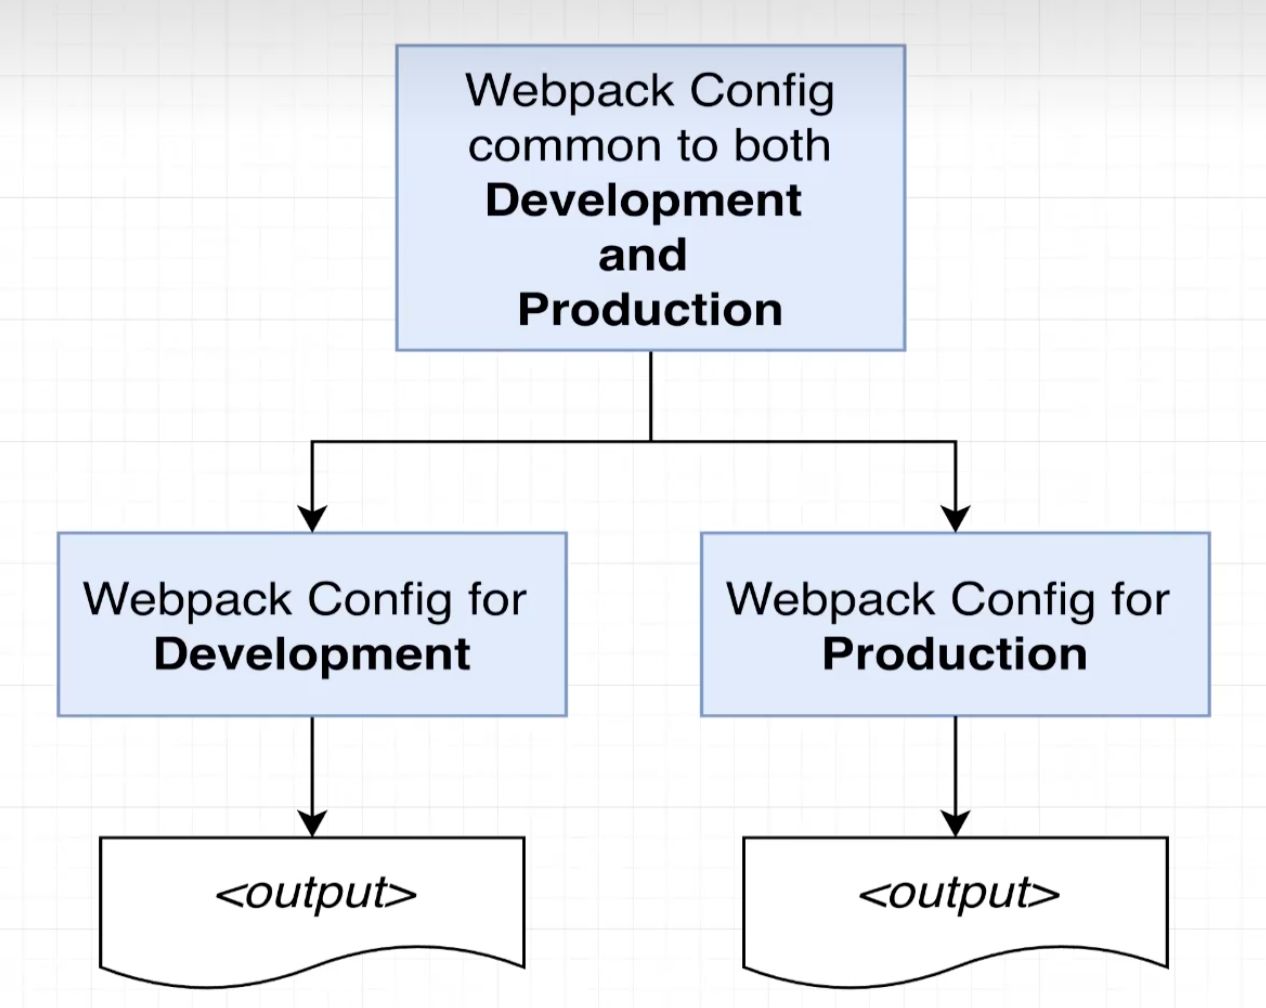 Webpack Config
common to both
Development
and
Production
Webpack Config for
Development
Webpack Config for
Production
<output>
<output>